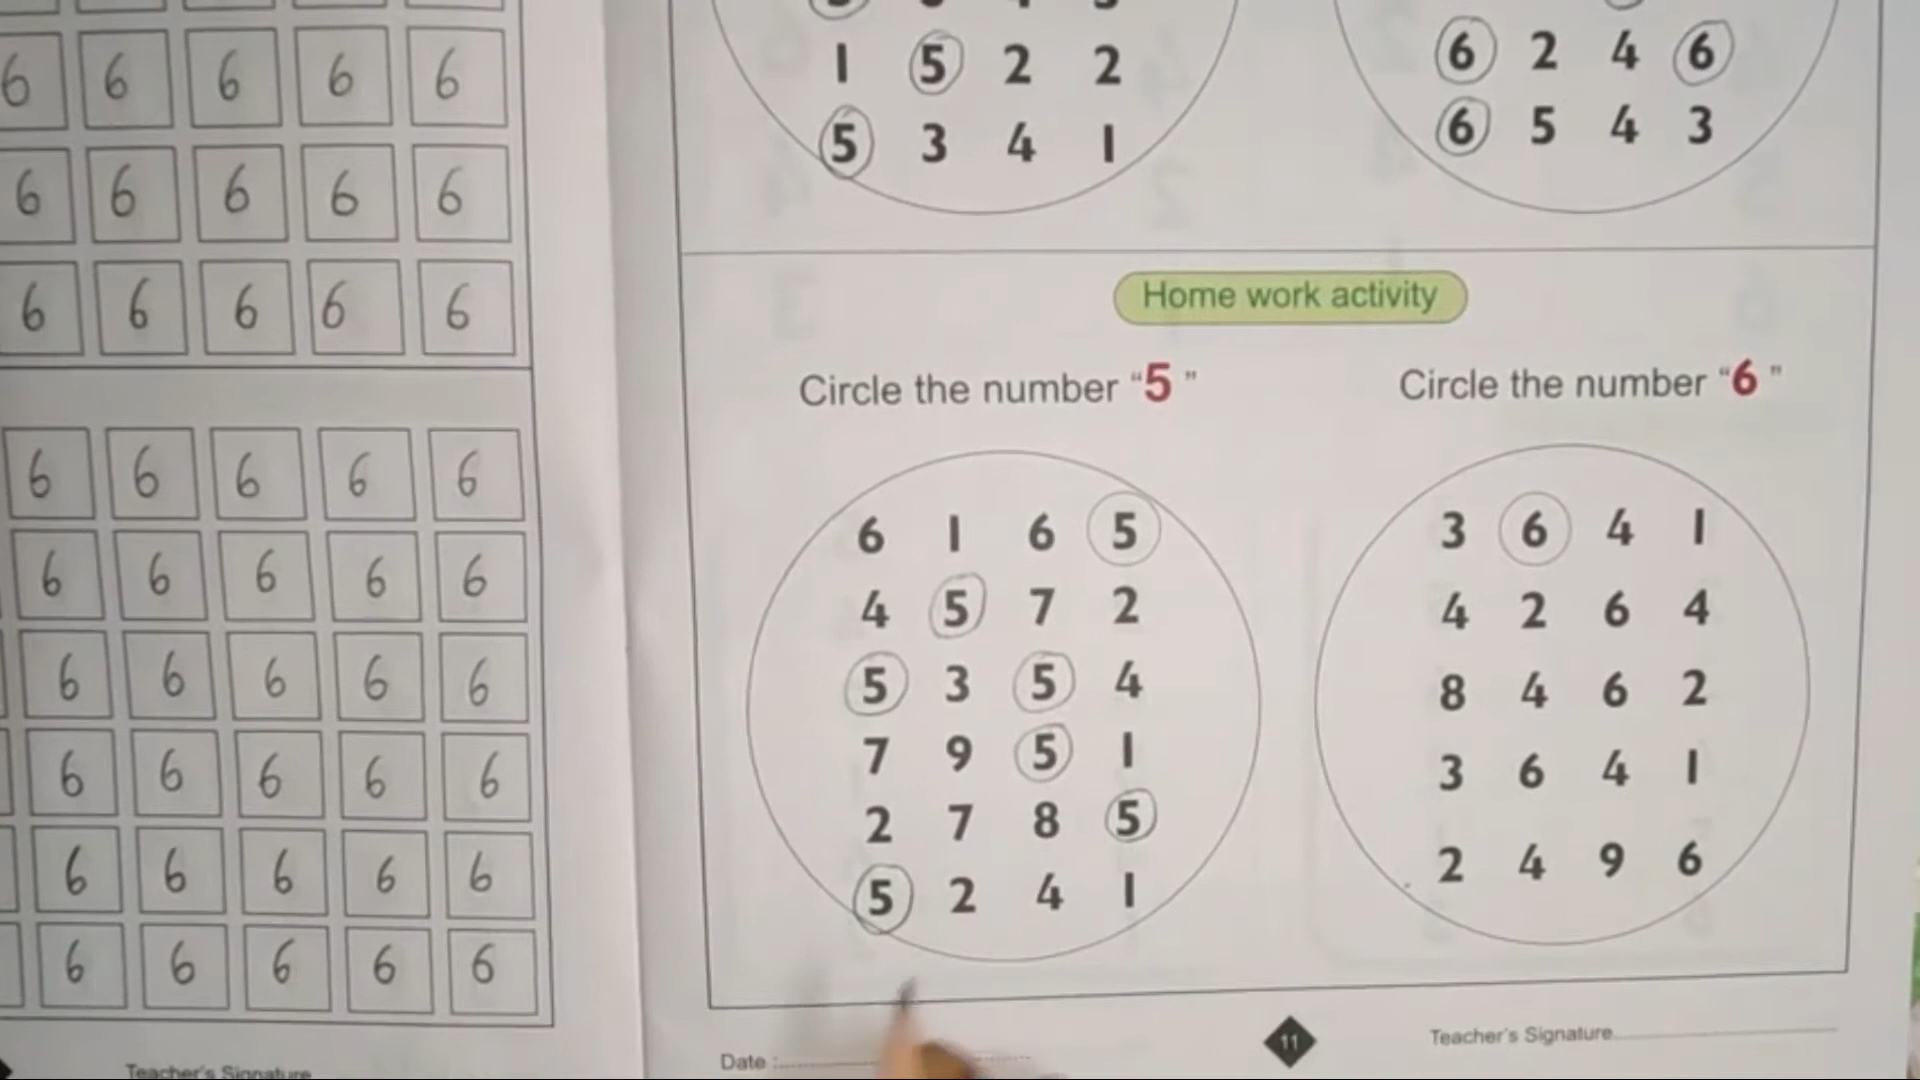 6 6 6 6 6
6 6 6 6 6
6 6 6 6 6
6 6 6 6 6
6 6 6 6 6
6 6 6 6 6
6 6 6 6 6
6 6 6 6 6
6 6 6 6 6
Teacher's Signature
1 5 2 2
5 3 4 1
6 2 4 6
6 5 4 3
Home work activity
Circle the number “5”
6 1 6 5
4 5 7 2
5 3 5 4
7 9 5 1
2 7 8 5
5 2 4 1
Circle the number “6”
3 6 4 1
4 2 6 4
8 4 6 2
3 6 4 1
2 4 9 6
Date :
11
Teacher's Signature